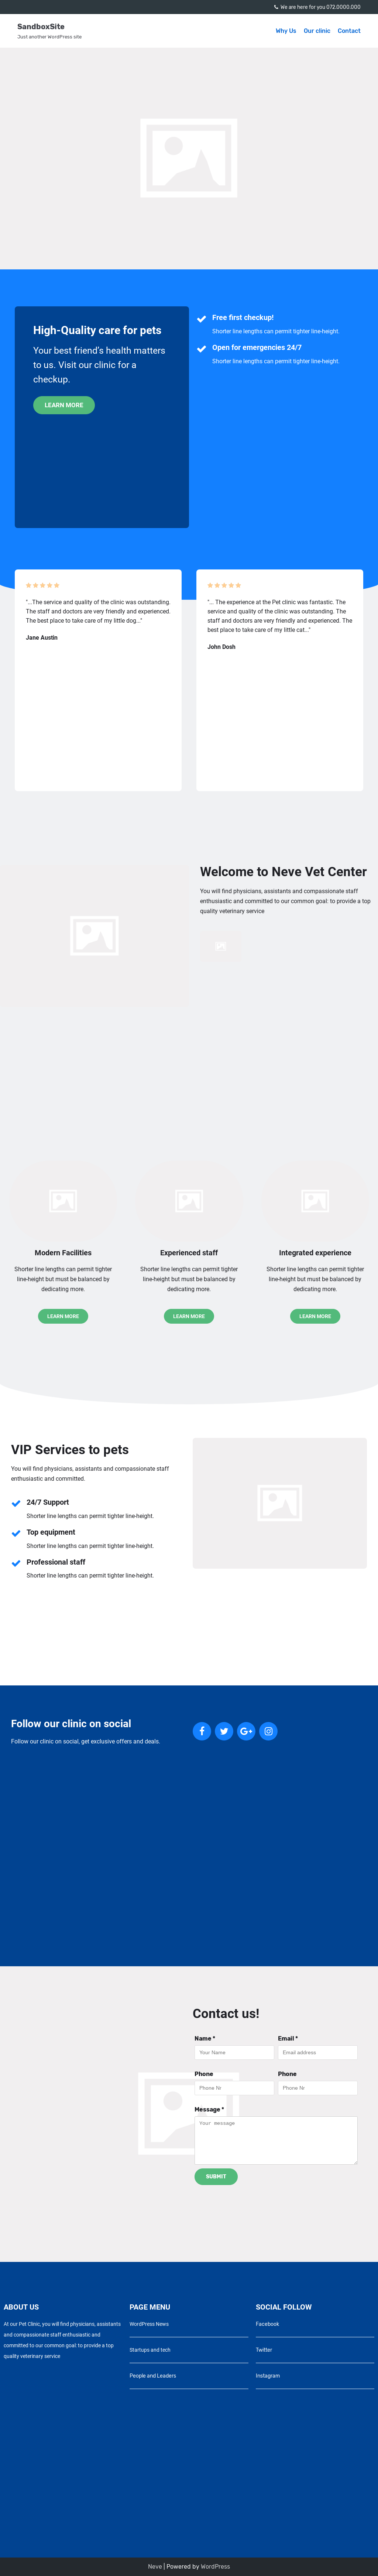 We are here for you 072.0000.000
SandboxSite
Just another WordPress site
Why Us
Our clinic
Contact
High-Quality care for pets
Your best friend's health matters
to us. Visit our clinic for a
checkup.
LEARN MORE
Free first checkup!
Shorter line lengths can permit tighter line-height.
Open for emergencies 24/7
Shorter line lengths can permit tighter line-height.
"...The service and quality of the clinic was outstanding.
The staff and doctors are very friendly and experienced.
The best place to take care of my little dog..."
Jane Austin
"... The experience at the Pet clinic was fantastic. The
service and quality of the clinic was outstanding. The
staff and doctors are very friendly and experienced. The
best place to take care of my little cat..."
John Dosh
Welcome to Neve Vet Center
You will find physicians, assistants and compassionate staff
enthusiastic and committed to our common goal: to provide a top
quality veterinary service
Modern Facilities
Shorter line lengths can permit tighter
line-height but must be balanced by
dedicating more.
LEARN MORE
Experienced staff
Shorter line lengths can permit tighter
line-height but must be balanced by
dedicating more.
LEARN MORE
Integrated experience
Shorter line lengths can permit tighter
line-height but must be balanced by
dedicating more.
LEARN MORE
VIP Services to pets
You will find physicians, assistants and compassionate staff
enthusiastic and committed.
24/7 Support
Shorter line lengths can permit tighter line-height.
Top equipment
Shorter line lengths can permit tighter line-height.
Professional staff
Shorter line lengths can permit tighter line-height.
Follow our clinic on social
Follow our clinic on social, get exclusive offers and deals.
Contact us!
Name *
Your Name
Email *
Email address
Phone
Phone Nr
Phone
Phone Nr
Message *
Your message
SUBMIT
ABOUT US
At our Pet Clinic, you will find physicians, assistants
and compassionate staff enthusiastic and
committed to our common goal: to provide a top
quality veterinary service
PAGE MENU
WordPress News
Startups and tech
People and Leaders
SOCIAL FOLLOW
Facebook
Twitter
Instagram
Neve | Powered by WordPress